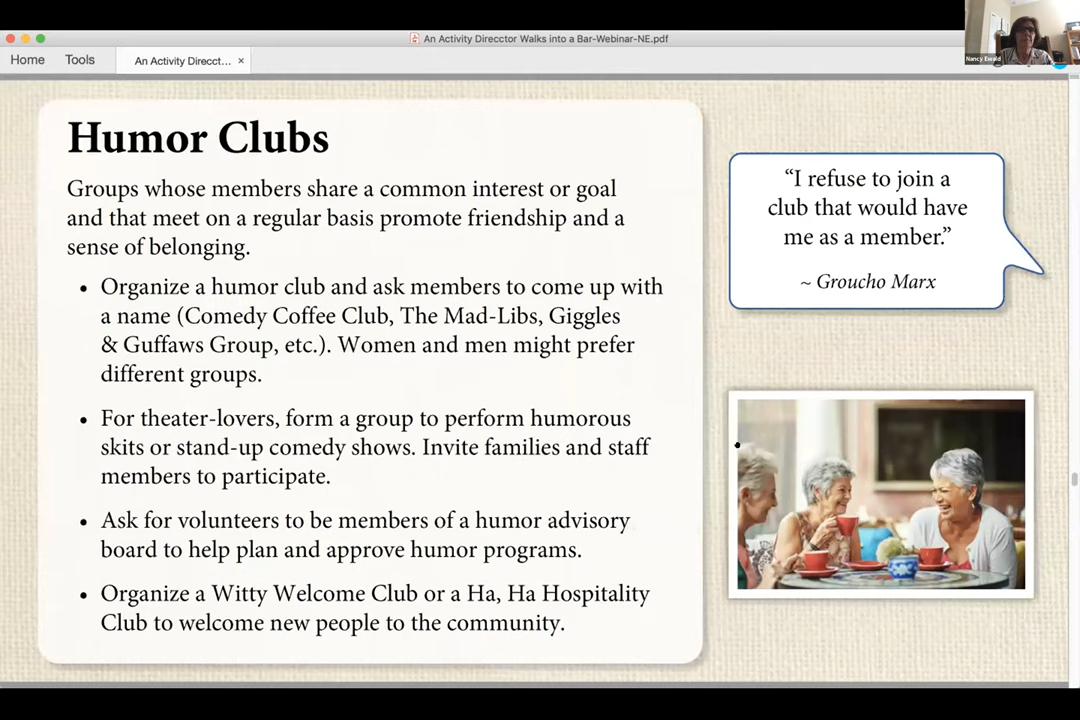 An Activity Direcctor Walks into a Bar-Webinar-NE.pdf
Home
Tools
An Activity Direcct...
×
Nancy Ewald
Humor Clubs
Groups whose members share a common interest or goal
and that meet on a regular basis promote friendship and a
sense of belonging.
• Organize a humor club and ask members to come up with
a name (Comedy Coffee Club, The Mad-Libs, Giggles
& Guffaws Group, etc.). Women and men might prefer
different groups.
• For theater-lovers, form a group to perform humorous
skits or stand-up comedy shows. Invite families and staff
members to participate.
• Ask for volunteers to be members of a humor advisory
board to help plan and approve humor programs.
• Organize a Witty Welcome Club or a Ha, Ha Hospitality
Club to welcome new people to the community.
“I refuse to join a
club that would have
me as a member.”
~ Groucho Marx